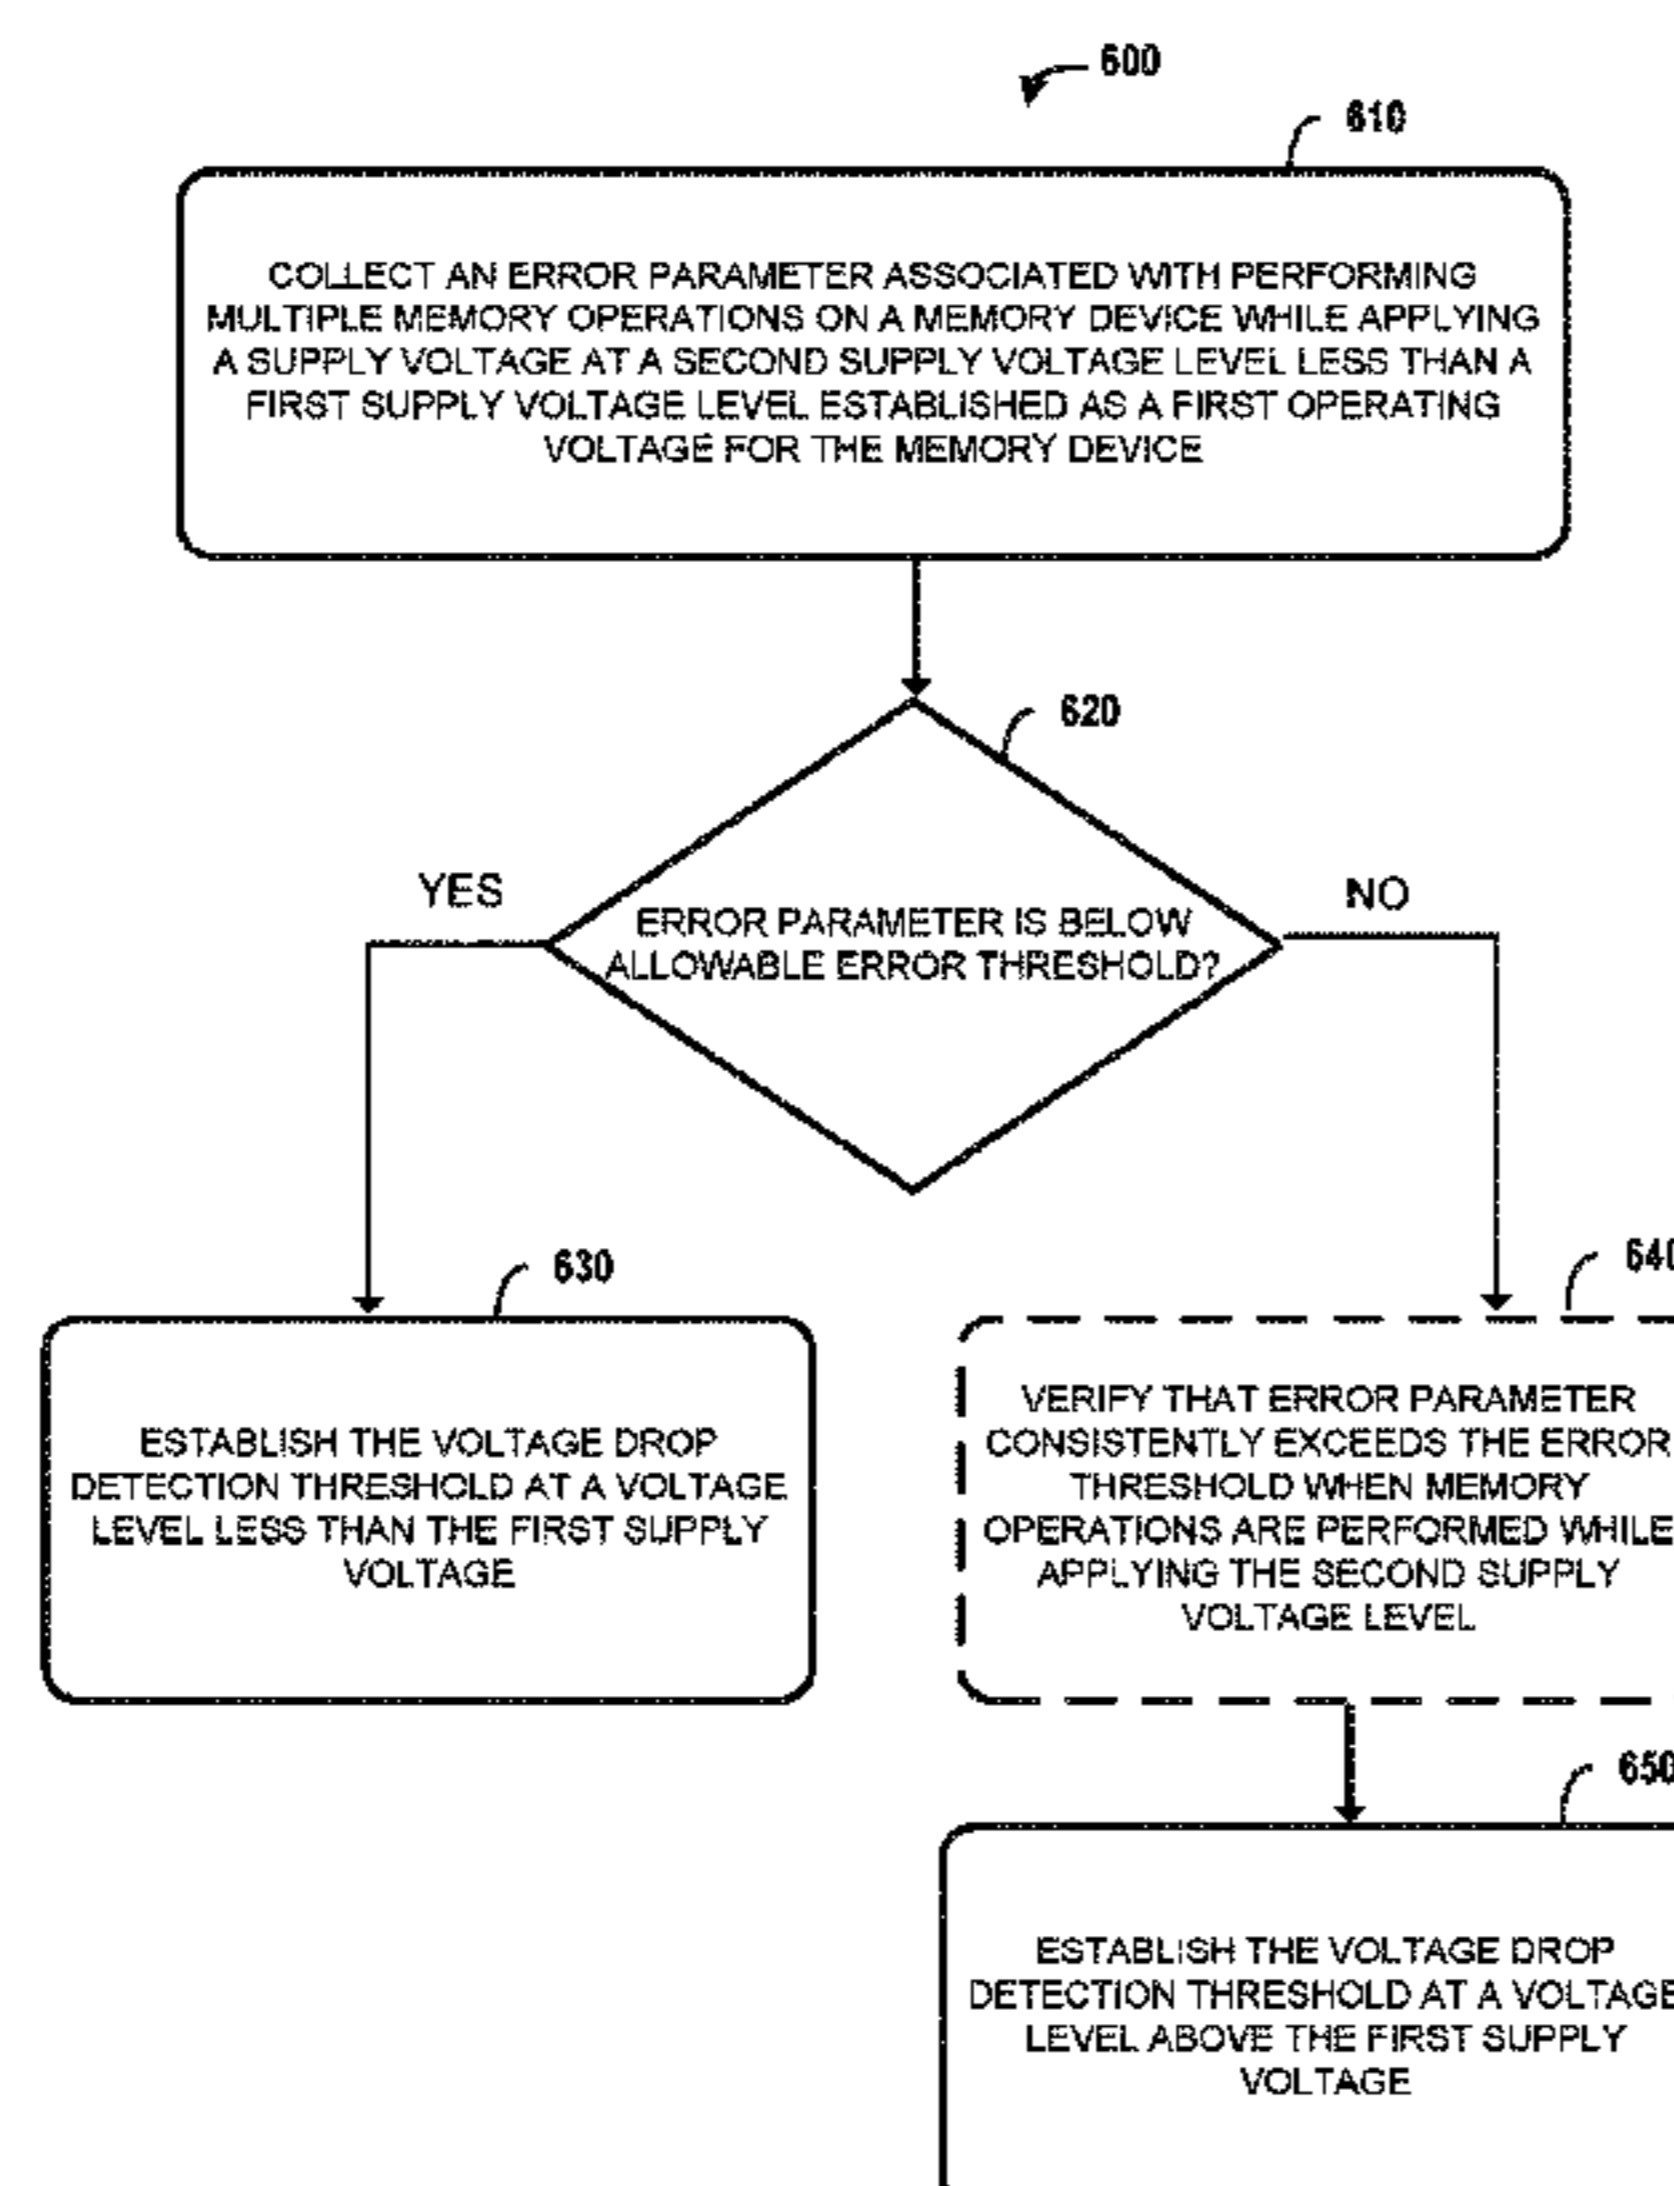 600
610
COLLECT AN ERROR PARAMETER ASSOCIATED WITH PERFORMING
MULTIPLE MEMORY OPERATIONS ON A MEMORY DEVICE WHILE APPLYING
A SUPPLY VOLTAGE AT A SECOND SUPPLY VOLTAGE LEVEL LESS THAN A
FIRST SUPPLY VOLTAGE LEVEL ESTABLISHED AS A FIRST OPERATING
VOLTAGE FOR THE MEMORY DEVICE
620
YES
NO
ERROR PARAMETER IS BELOW
ALLOWABLE ERROR THRESHOLD?
630
ESTABLISH THE VOLTAGE DROP
DETECTION THRESHOLD AT A VOLTAGE
LEVEL LESS THAN THE FIRST SUPPLY
VOLTAGE
640
VERIFY THAT ERROR PARAMETER
CONSISTENTLY EXCEEDS THE ERROR
THRESHOLD WHEN MEMORY
OPERATIONS ARE PERFORMED WHILE
APPLYING THE SECOND SUPPLY
VOLTAGE LEVEL
650
ESTABLISH THE VOLTAGE DROP
DETECTION THRESHOLD AT A VOLTAGE
LEVEL ABOVE THE FIRST SUPPLY
VOLTAGE